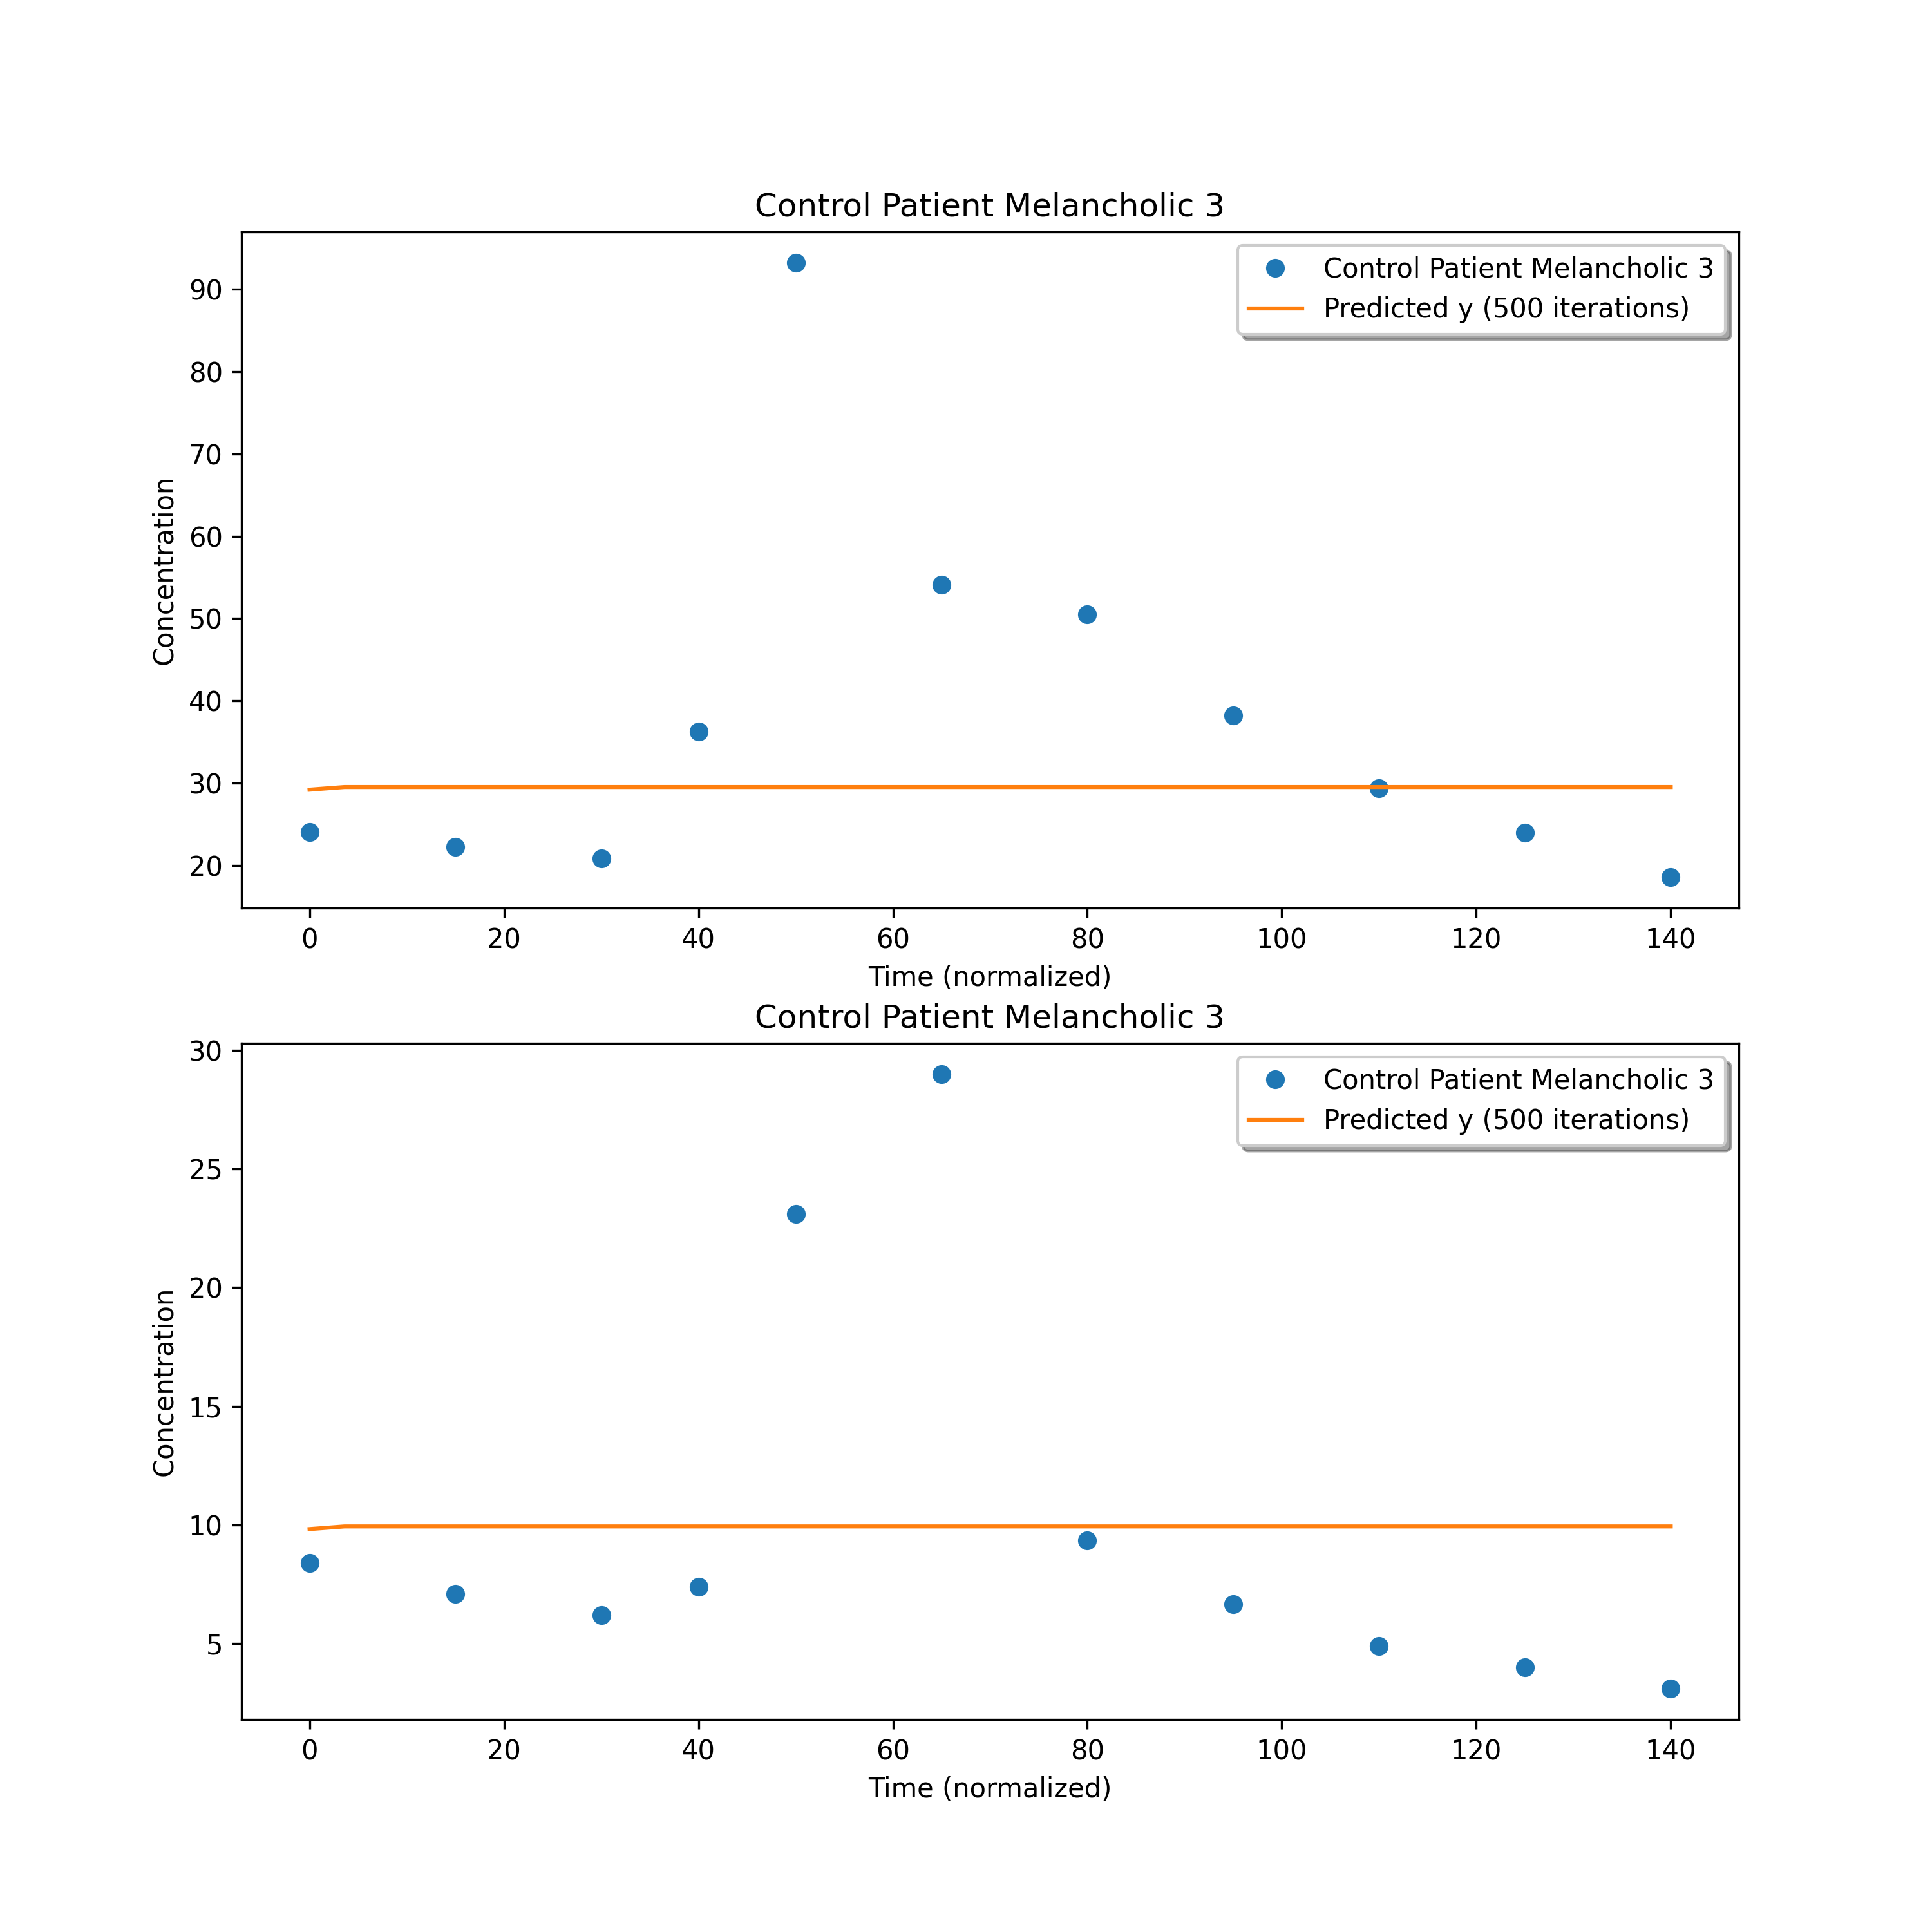 Control Patient Melancholic 3
Control Patient Melancholic 3
Predicted y (500 iterations)
90
80
70
60
50
40
30
20
Concentration
0 20 40 60 80 100 120 140
Time (normalized)
Control Patient Melancholic 3
Control Patient Melancholic 3
Predicted y (500 iterations)
30
25
20
15
10
5
Concentration
0 20 40 60 80 100 120 140
Time (normalized)